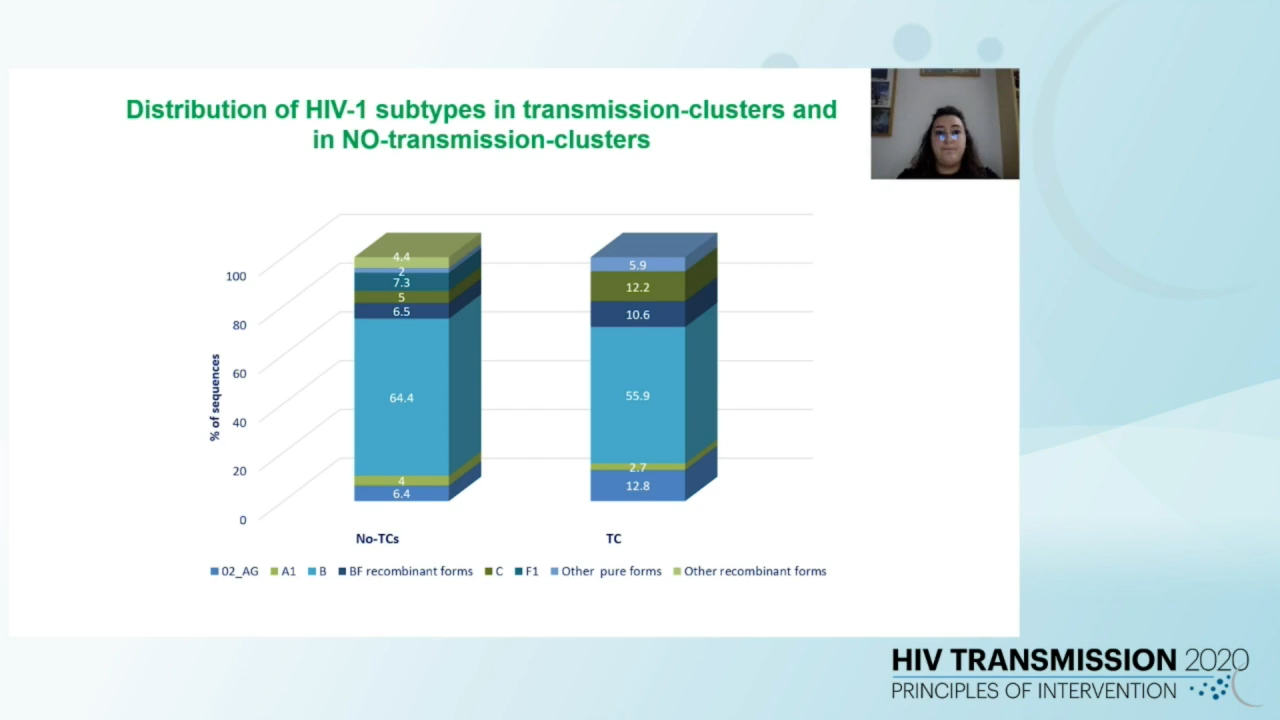 Distribution of HIV-1 subtypes in transmission-clusters and
in NO-transmission-clusters
% of sequences
100
80
60
40
20
0
4.4
2
7.3
5
6.5
64.4
4
6.4
5.9
12.2
10.6
55.9
2.7
12.8
No-TCs
TC
02_AG A1 B BF recombinant forms C F1 Other pure forms Other recombinant forms
HIV TRANSMISSION 2020
PRINCIPLES OF INTERVENTION